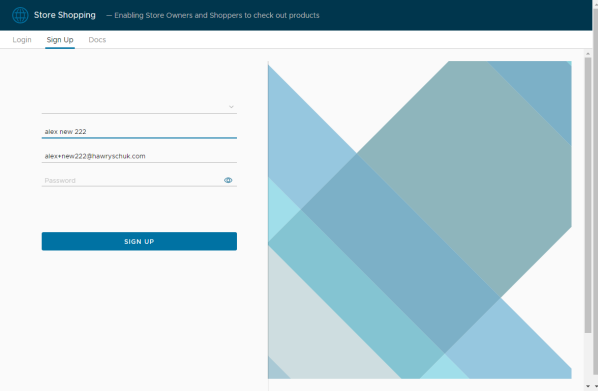 Store Shopping — Enabling Store Owners and Shoppers to check out products
Login Sign Up Docs
alex new 222
alex+new222@hawryschuk.com
Password
SIGN UP